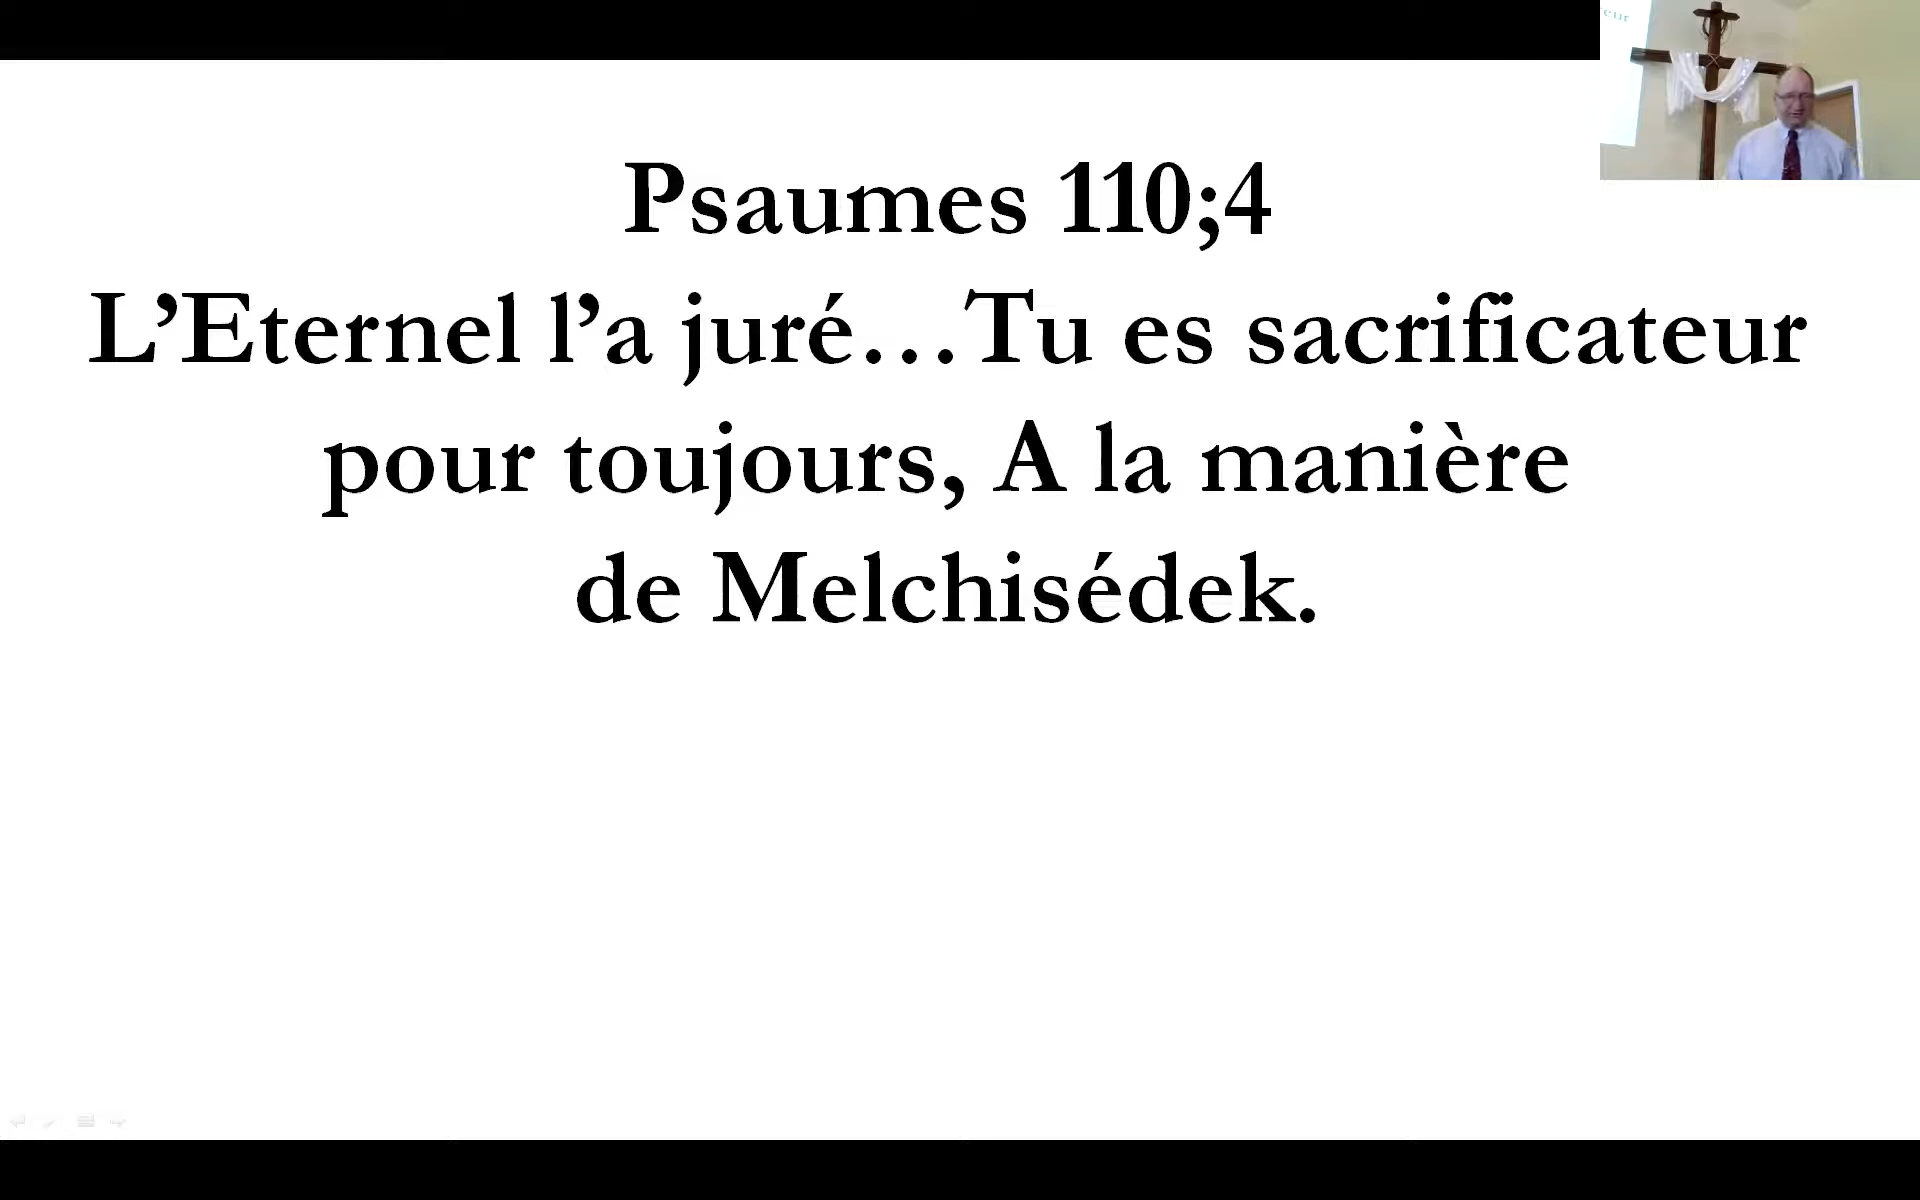 Psaumes 110;4
L’Eternel l’a juré…Tu es sacrificateur
pour toujours, A la manière
de Melchisédek.